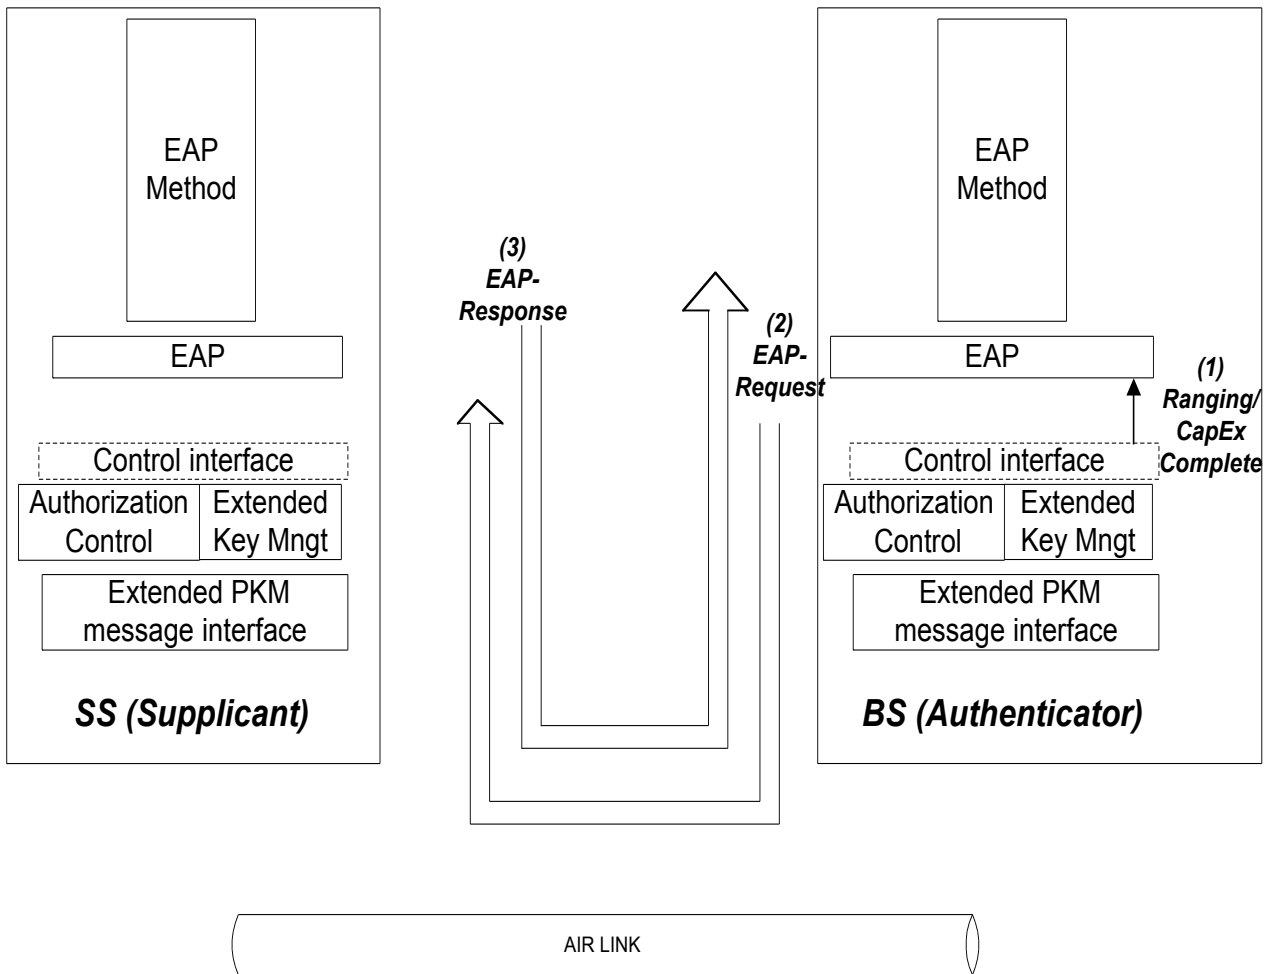 EAP
Method
EAP
Control interface
Authorization
Control
Extended
Key Mngt
Extended PKM
message interface
SS (Supplicant)
(3)
EAP-
Response
(2)
EAP-
Request
EAP
Method
EAP
(1)
Ranging/
CapEx
Complete
Control interface
Authorization
Control
Extended
Key Mngt
Extended PKM
message interface
BS (Authenticator)
AIR LINK